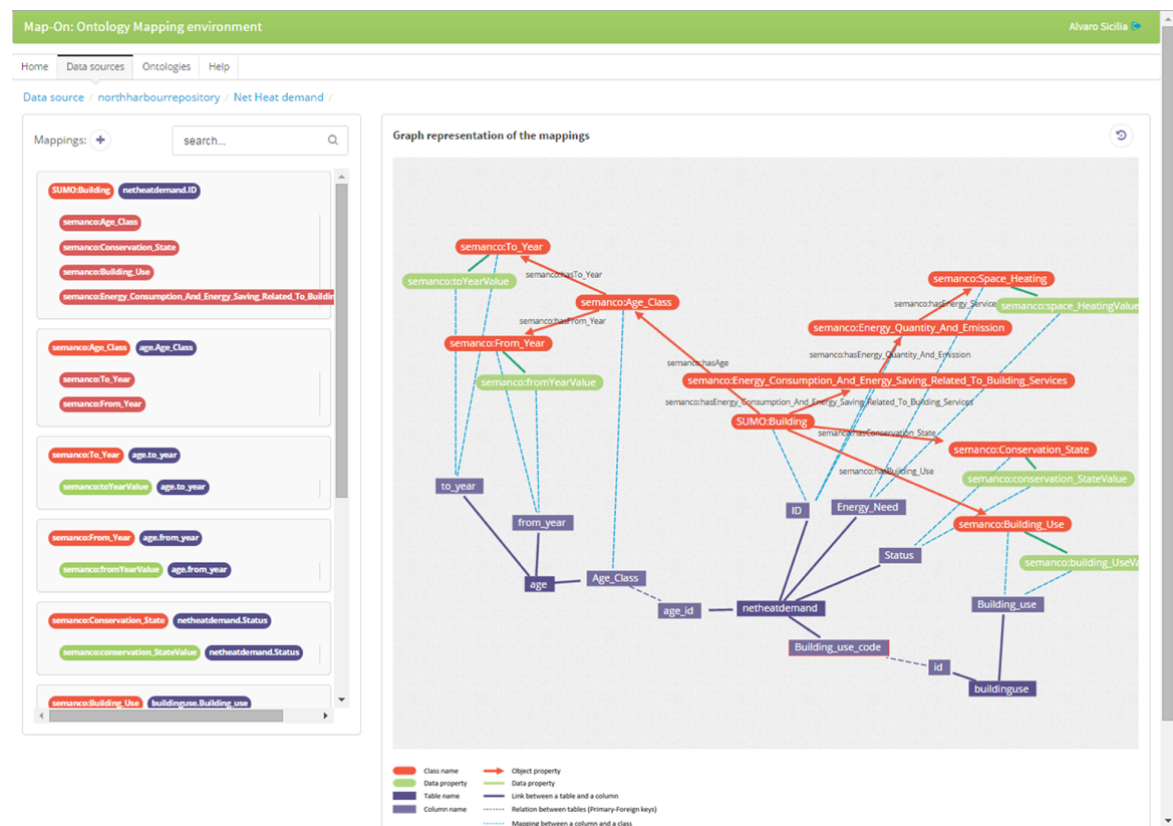 Map-On: Ontology Mapping environment
Alvaro Sicilia
Home Data sources Ontologies Help
Data source / northharbourrepository / Net Heat demand /
Mappings: +
search...
SUMO:Building netheatdemand.ID
semanco:Age_Class
semanco:Conservation_State
semanco:Building_Use
semanco:Energy_Consumption_And_Energy_Saving_Related_To_Buildin
semanco:Age_Class age.Age_Class
semanco:To_Year
semanco:From_Year
semanco:To_Year age.to_year
semanco:toYearValue age.to_year
semanco:From_Year age.from_year
semanco:fromYearValue age.from_year
semanco:Conservation_State netheatdemand.Status
semanco:conservation_StateValue netheatdemand.Status
semanco:Building_Use buildinguse.Building_use
Graph representation of the mappings
semanco:To_Year
semanco:hasTo_Year
semanco:toYearValue
semanco:Space_Heating
semanco:Age_Class
semanco:hasEnergy_Service
semanco:space_HeatingValue
semanco:hasFrom_Year
semanco:Energy_Quantity_And_Emission
semanco:From_Year
semanco:hasEnergy_Quantity_And_Emission
semanco:hasAge
semanco:fromYearValue
semanco:Energy_Consumption_And_Energy_Saving_Related_To_Building_Services
semanco:hasEnergy_Consumption_And_Energy_Saving_Related_To_Building_Services
SUMO:Building
semanco:hasConservation_State
semanco:Conservation_State
semanco:hasBuilding_Use
semanco:conservation_StateValue
to_year
ID
Energy_Need
from_year
semanco:Building_Use
Status
semanco:building_UseVa
age
Age_Class
age_id
netheatdemand
Building_use
Building_use_code
id
buildinguse
Class name
Object property
Data property
Data property
Table name
Link between a table and a column
Column name
Relation between tables (Primary-Foreign keys)
Mapping between a column and a class